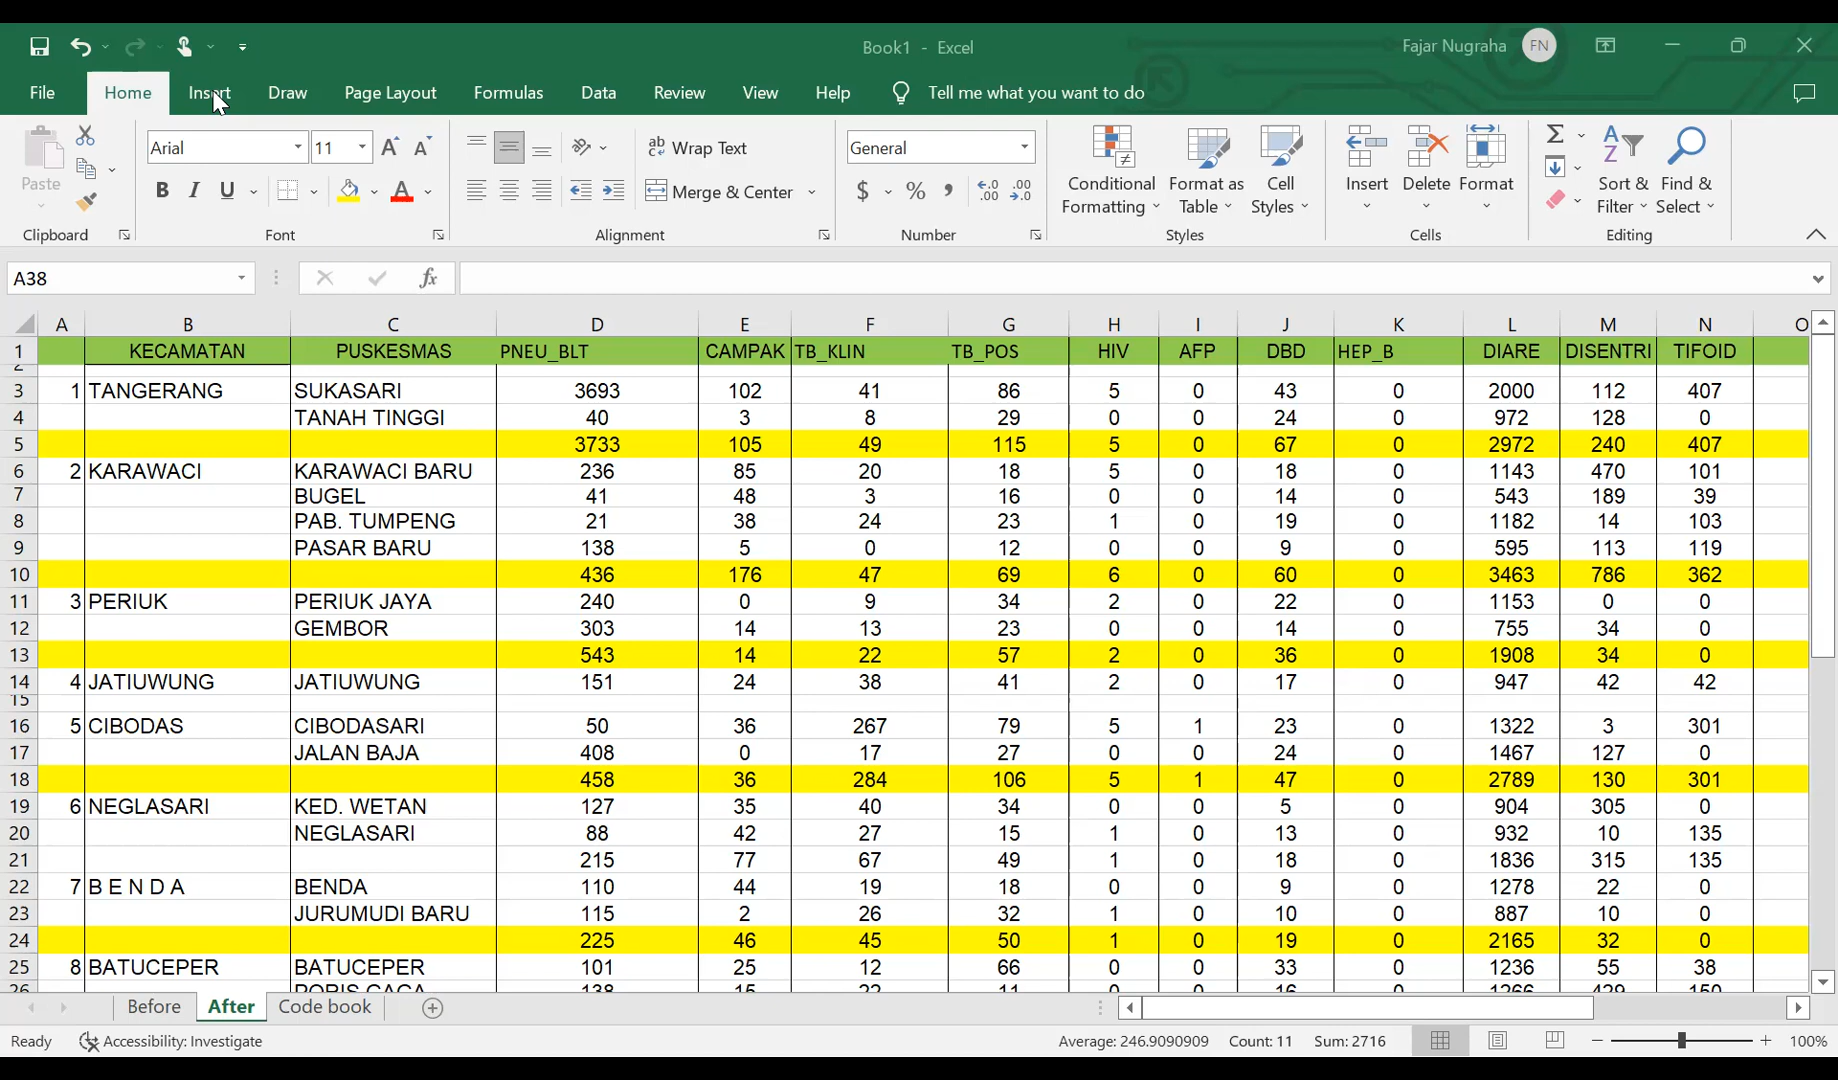 Book1 - Excel
Fajar Nugraha FN
File Home Insert Draw Page Layout Formulas Data Review View Help Tell me what you want to do
Paste
Clipboard
Arial 11
B I U A
Font
Wrap Text
Merge & Center
Alignment
General
$ % ,
Number
Conditional Formatting
Format as Table
Cell Styles
Styles
Insert
Delete
Format
Cells
Sort & Filter
Find & Select
Editing
A38 fx
A B C D E F G H I J K L M N O
1 KECAMATAN PUSKESMAS PNEU_BLT CAMPAK TB_KLIN TB_POS HIV AFP DBD HEP_B DIARE DISENTRI TIFOID
2
3 1 TANGERANG SUKASARI 3693 102 41 86 5 0 43 0 2000 112 407
4 TANAH TINGGI 40 3 8 29 0 0 24 0 972 128 0
5 3733 105 49 115 5 0 67 0 2972 240 407
6 2 KARAWACI KARAWACI BARU 236 85 20 18 5 0 18 0 1143 470 101
7 BUGEL 41 48 3 16 0 0 14 0 543 189 39
8 PAB. TUMPENG 21 38 24 23 1 0 19 0 1182 14 103
9 PASAR BARU 138 5 0 12 0 0 9 0 595 113 119
10 436 176 47 69 6 0 60 0 3463 786 362
11 3 PERIUK PERIUK JAYA 240 0 9 34 2 0 22 0 1153 0 0
12 GEMBOR 303 14 13 23 0 0 14 0 755 34 0
13 543 14 22 57 2 0 36 0 1908 34 0
14 4 JATIUWUNG JATIUWUNG 151 24 38 41 2 0 17 0 947 42 42
15
16 5 CIBODAS CIBODASARI 50 36 267 79 5 1 23 0 1322 3 301
17 JALAN BAJA 408 0 17 27 0 0 24 0 1467 127 0
18 458 36 284 106 5 1 47 0 2789 130 301
19 6 NEGLASARI KED. WETAN 127 35 40 34 0 0 5 0 904 305 0
20 NEGLASARI 88 42 27 15 1 0 13 0 932 10 135
21 215 77 67 49 1 0 18 0 1836 315 135
22 7 B E N D A BENDA 110 44 19 18 0 0 9 0 1278 22 0
23 JURUMUDI BARU 115 2 26 32 1 0 10 0 887 10 0
24 225 46 45 50 1 0 19 0 2165 32 0
25 8 BATUCEPER BATUCEPER 101 25 12 66 0 0 33 0 1236 55 38
Before After Code book
Ready Accessibility: Investigate Average: 246.9090909 Count: 11 Sum: 2716 100%